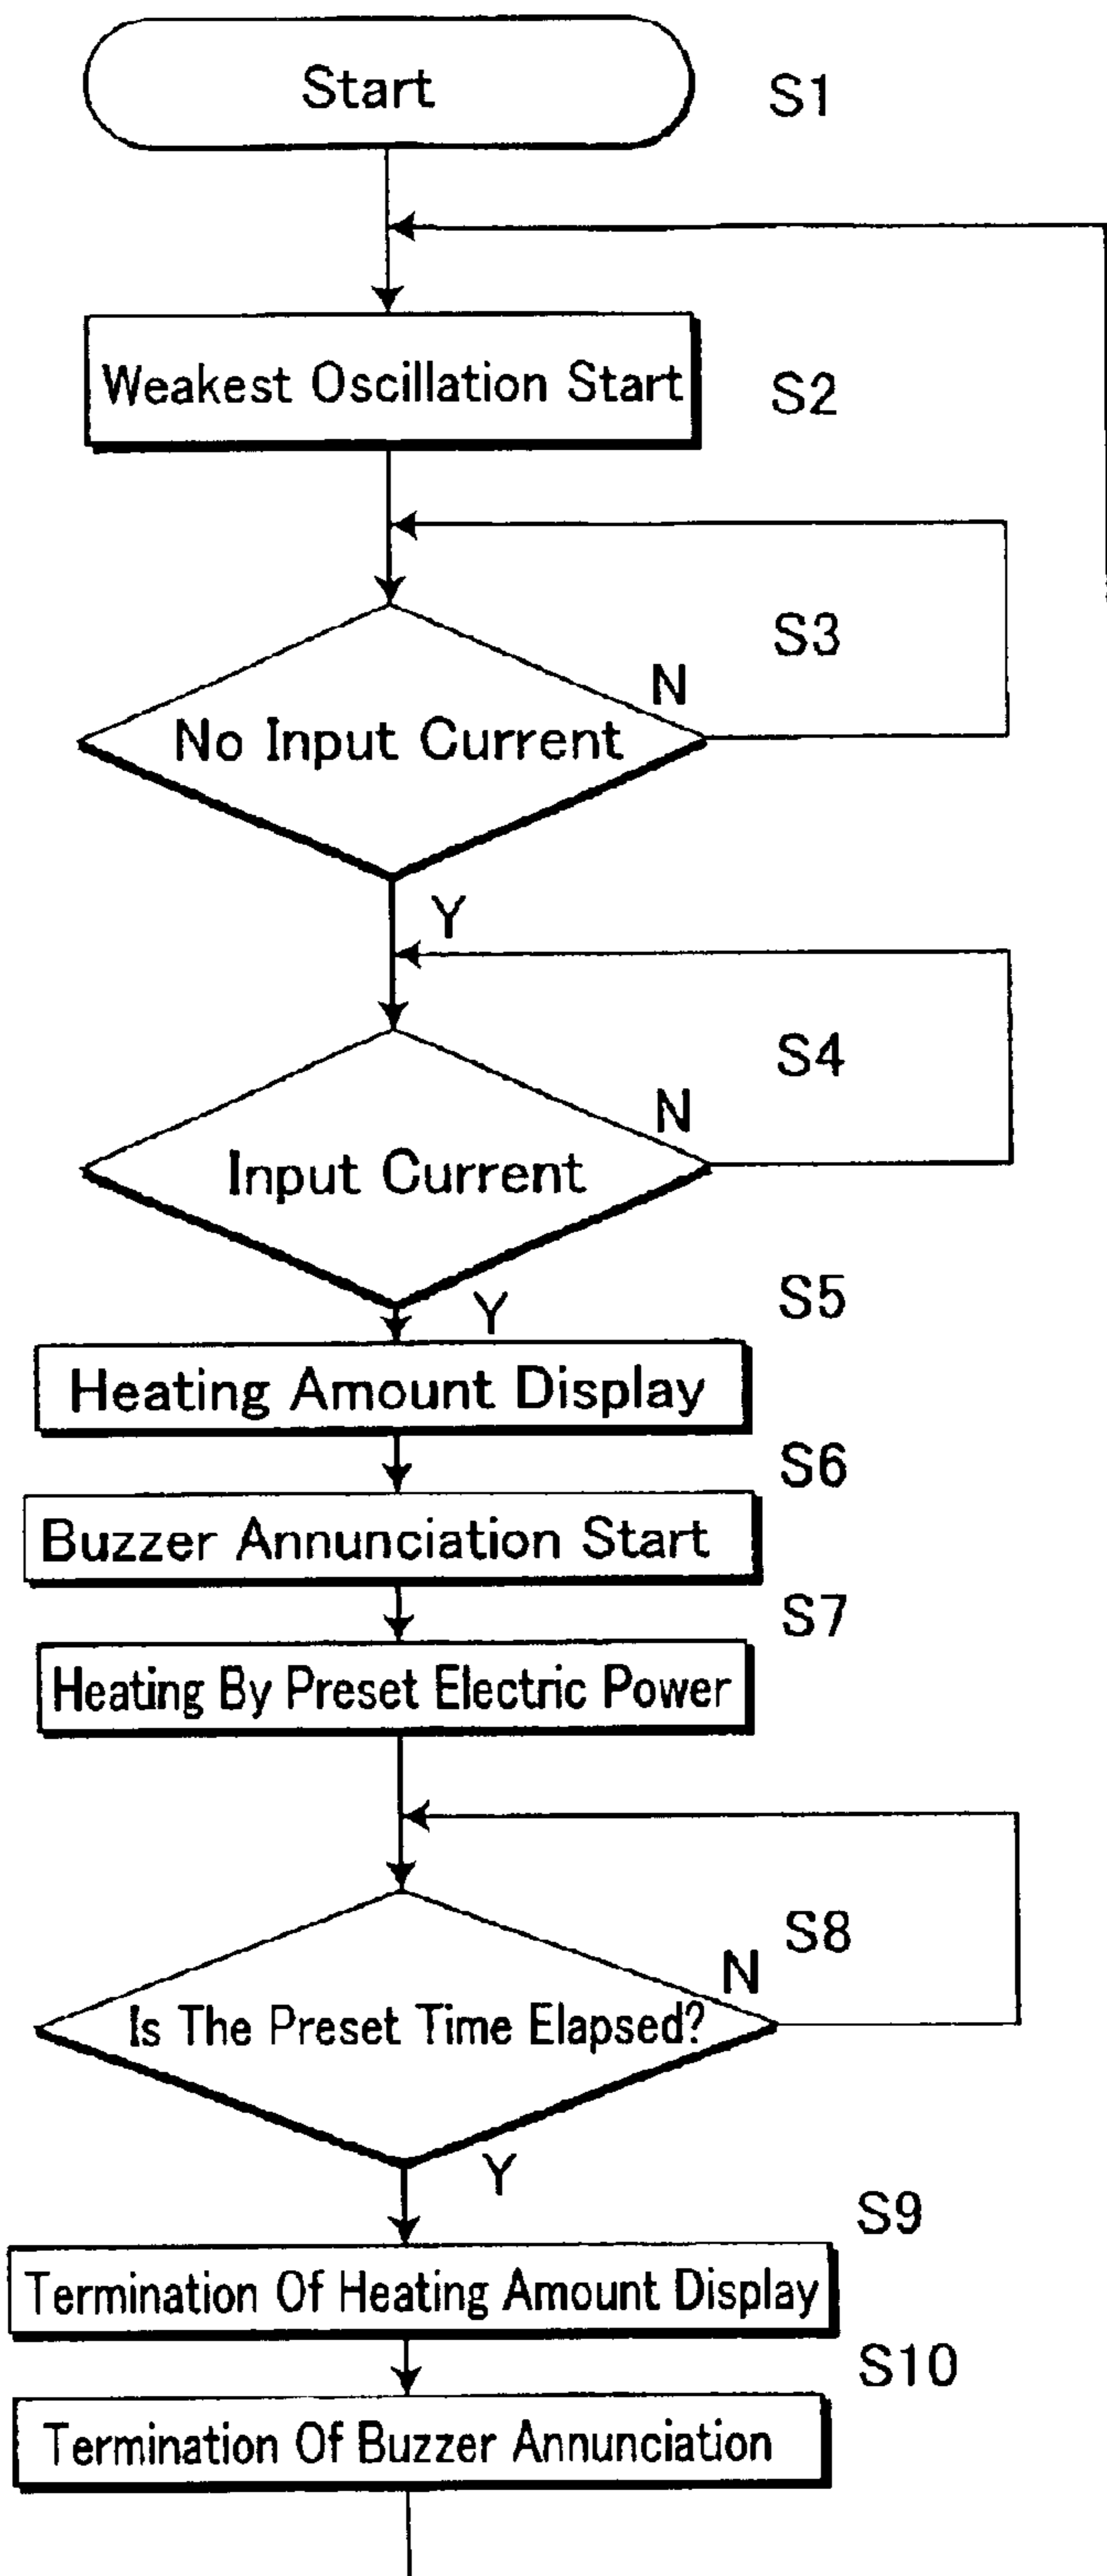 Start
S1
Weakest Oscillation Start
S2
S3
N
No Input Current
Y
S4
N
Input Current
S5
Y
Heating Amount Display
S6
Buzzer Annunciation Start
S7
Heating By Preset Electric Power
S8
N
Is The Preset Time Elapsed?
Y
S9
Termination Of Heating Amount Display
S10
Termination Of Buzzer Annunciation